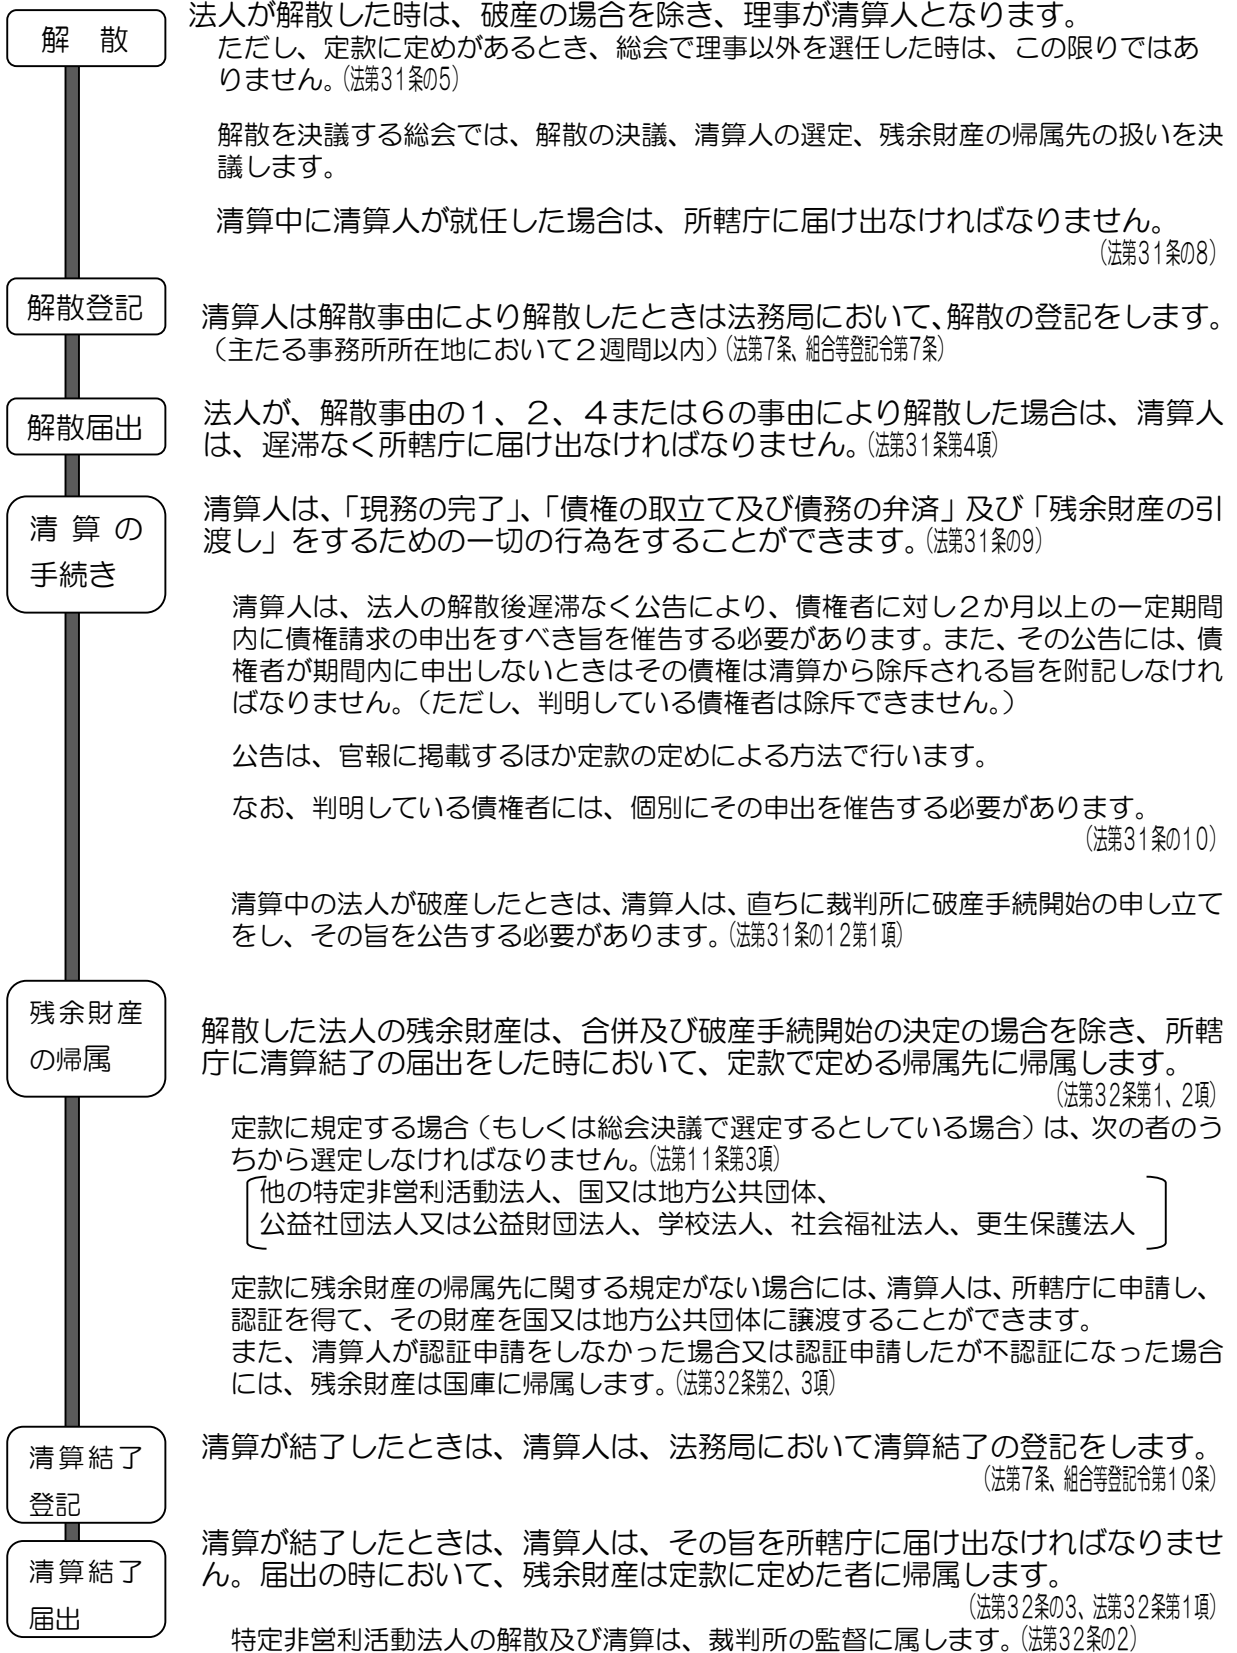 解　散
法人が解散した時は、破産の場合を除き、理事が清算人となります。
ただし、定款に定めがあるとき、総会で理事以外を選任した時は、この限りではあ
りません。(法第31条の5)
解散を決議する総会では、解散の決議、清算人の選定、残余財産の帰属先の扱いを決
議します。
清算中に清算人が就任した場合は、所轄庁に届け出なければなりません。
(法第31条の8)
解散登記
清算人は解散事由により解散したときは法務局において、解散の登記をします。
（主たる事務所所在地において２週間以内）(法第7条、組合等登記令第7条)
解散届出
法人が、解散事由の１、２、４または６の事由により解散した場合は、清算人
は、遅滞なく所轄庁に届け出なければなりません。(法第31条第4項)
清 算 の
手続き
清算人は、「現務の完了」、「債権の取立て及び債務の弁済」及び「残余財産の引
渡し」をするための一切の行為をすることができます。(法第31条の9)
清算人は、法人の解散後遅滞なく公告により、債権者に対し２か月以上の一定期間
内に債権請求の申出をすべき旨を催告する必要があります。また、その公告には、債
権者が期間内に申出しないときはその債権は清算から除斥される旨を附記しなけれ
ばなりません。（ただし、判明している債権者は除斥できません。）
公告は、官報に掲載するほか定款の定めによる方法で行います。
なお、判明している債権者には、個別にその申出を催告する必要があります。
(法第31条の10)
清算中の法人が破産したときは、清算人は、直ちに裁判所に破産手続開始の申し立て
をし、その旨を公告する必要があります。(法第31条の12第1項)
残余財産
の帰属
解散した法人の残余財産は、合併及び破産手続開始の決定の場合を除き、所轄
庁に清算結了の届出をした時において、定款で定める帰属先に帰属します。
(法第32条第1、2項)
定款に規定する場合（もしくは総会決議で選定するとしている場合）は、次の者のう
ちから選定しなければなりません。(法第11条第3項)
他の特定非営利活動法人、国又は地方公共団体、
公益社団法人又は公益財団法人、学校法人、社会福祉法人、更生保護法人
定款に残余財産の帰属先に関する規定がない場合には、清算人は、所轄庁に申請し、
認証を得て、その財産を国又は地方公共団体に譲渡することができます。
また、清算人が認証申請をしなかった場合又は認証申請したが不認証になった場合
には、残余財産は国庫に帰属します。(法第32条第2、3項)
清算結了
登記
清算が結了したときは、清算人は、法務局において清算結了の登記をします。
(法第7条、組合等登記令第10条)
清算結了
届出
清算が結了したときは、清算人は、その旨を所轄庁に届け出なければなりませ
ん。届出の時において、残余財産は定款に定めた者に帰属します。
(法第32条の3、法第32条第1項)
特定非営利活動法人の解散及び清算は、裁判所の監督に属します。(法第32条の2)